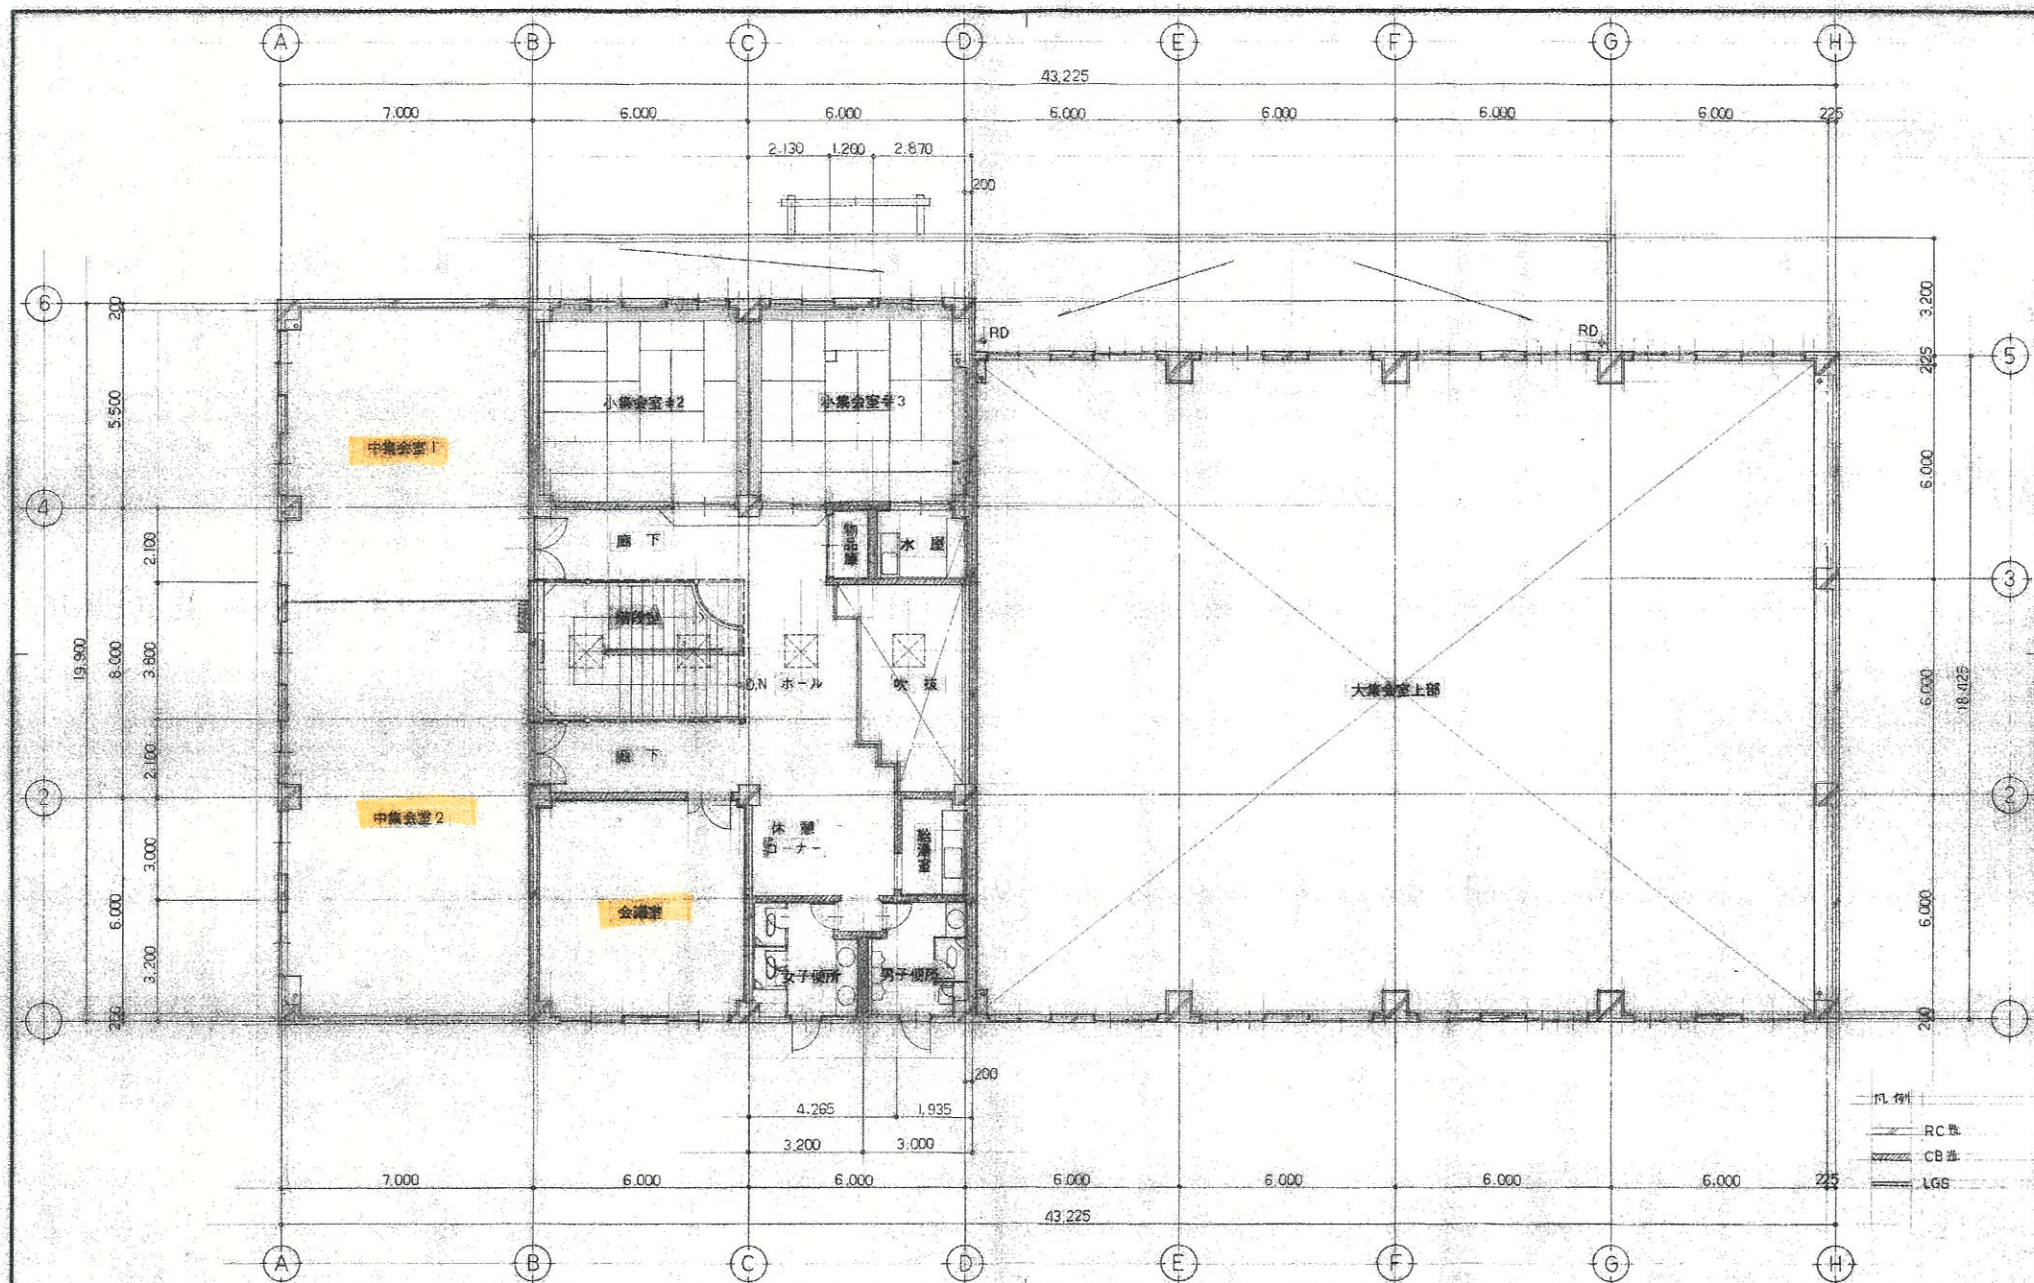 A B C D E F G H
43,225
7.000 6.000 6.000 6.000 6.000 6.000 6.000 225
2.130 1.200 2.870
200
6
200
3,200
RD RD
225
5
小集会室#2 小集会室#3
5,500
中集会室1
6.000
4
2.100
廊下
物品庫
水屋
3
階段室
19,900
8.000
3.800
D.N ホール
吹抜
大集会室上部
6.000
18.425
2.100
廊下
2
2
中集会室2
休憩
コーナー
給湯室
3.000
6.000
会議室
6.000
3,200
女子便所 男子便所
200
1
1
200
4.265 1.935
3.200 3.000
凡例
RC造
CB造
LGS
7.000 6.000 6.000 6.000 6.000 6.000 6.000 225
43.225
A B C D E F G H